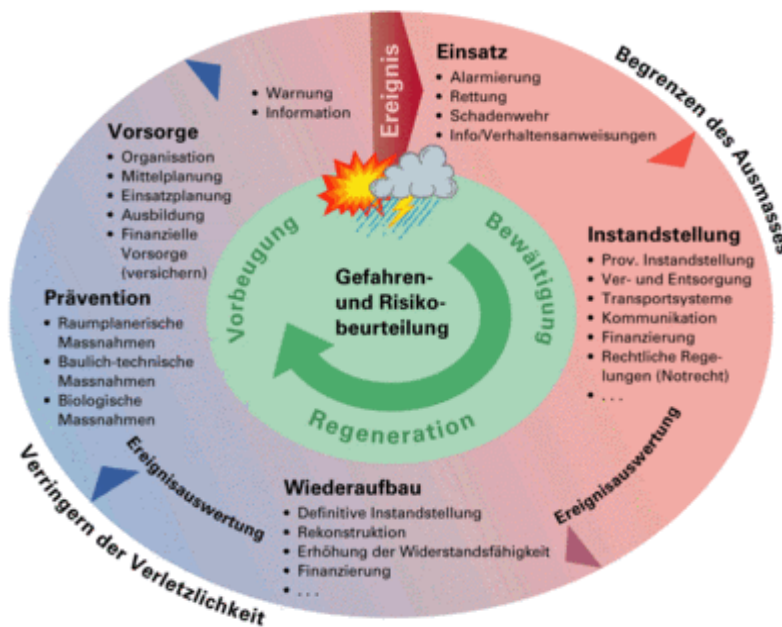 Ereignis
Einsatz
• Alarmierung
• Rettung
• Schadenwehr
• Info/Verhaltensanweisungen
Begrenzen des Ausmasses
Instandstellung
• Prov. Instandstellung
• Ver- und Entsorgung
• Transportsysteme
• Kommunikation
• Finanzierung
• Rechtliche Rege-
lungen (Notrecht)
• . . .
Ereignisauswertung
Wiederaufbau
• Definitive Instandstellung
• Rekonstruktion
• Erhöhung der Widerstandsfähigkeit
• Finanzierung
• . . .
Ereignisauswertung
Verringern der Verletzlichkeit
Prävention
• Raumplanerische
Massnahmen
• Baulich-technische
Massnahmen
• Biologische
Massnahmen
Vorsorge
• Organisation
• Mittelplanung
• Einsatzplanung
• Ausbildung
• Finanzielle
Vorsorge
(versichern)
• Warnung
• Information
Vorbeugung
Bewältigung
Regeneration
Gefahren-
und Risiko-
beurteilung